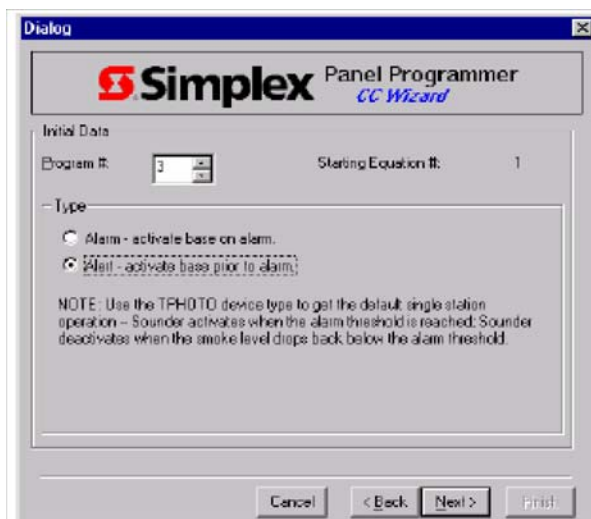 Dialog
Simplex Panel Programmer
CC Wizard
Initial Data
Program #: 3 Starting Equation #: 1
Type
Alarm - activate base on alarm.
Alert - activate base prior to alarm.
NOTE: Use the TPHOTO device type to get the default single station
operation -- Sounder activates when the alarm threshold is reached; Sounder
deactivates when the smoke level drops back below the alarm threshold.
Cancel < Back Next > Finish